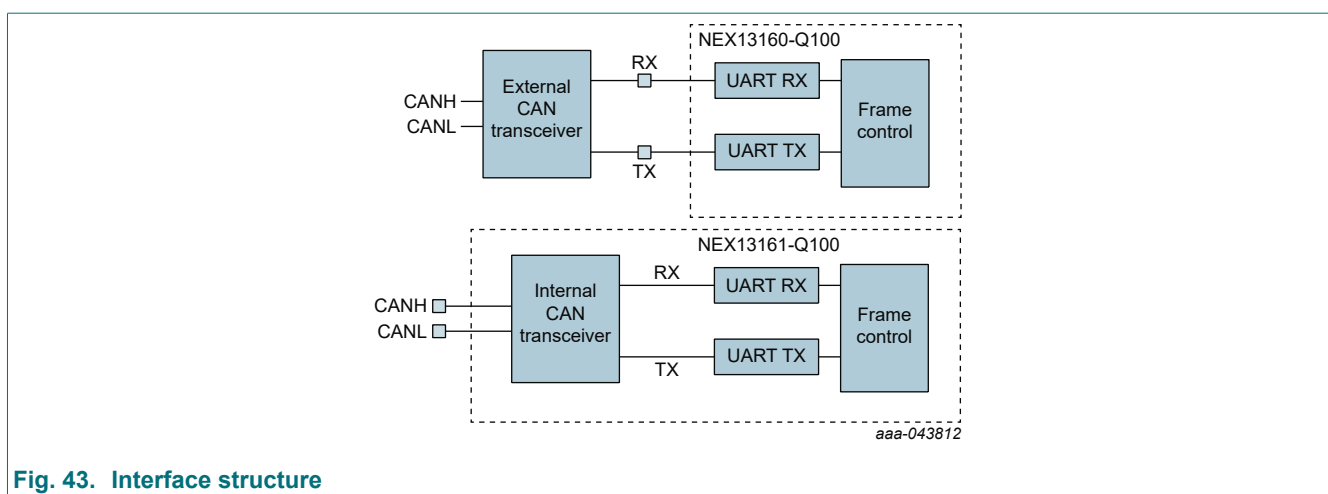 NEX13160-Q100
RX
UART RX
External
CAN
transceiver
CANH
CANL
Frame
control
UART TX
TX
NEX13161-Q100
RX
UART RX
Internal
CAN
transceiver
CANH
CANL
Frame
control
UART TX
TX
aaa-043812
Fig. 43. Interface structure